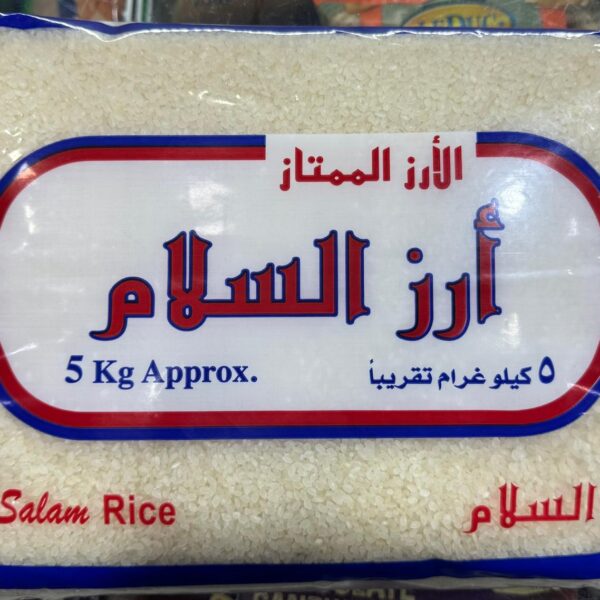 الأرز الممتاز
أرز السلام
5 Kg Approx.
٥ كيلو غرام تقريباً
Salam Rice
السلام